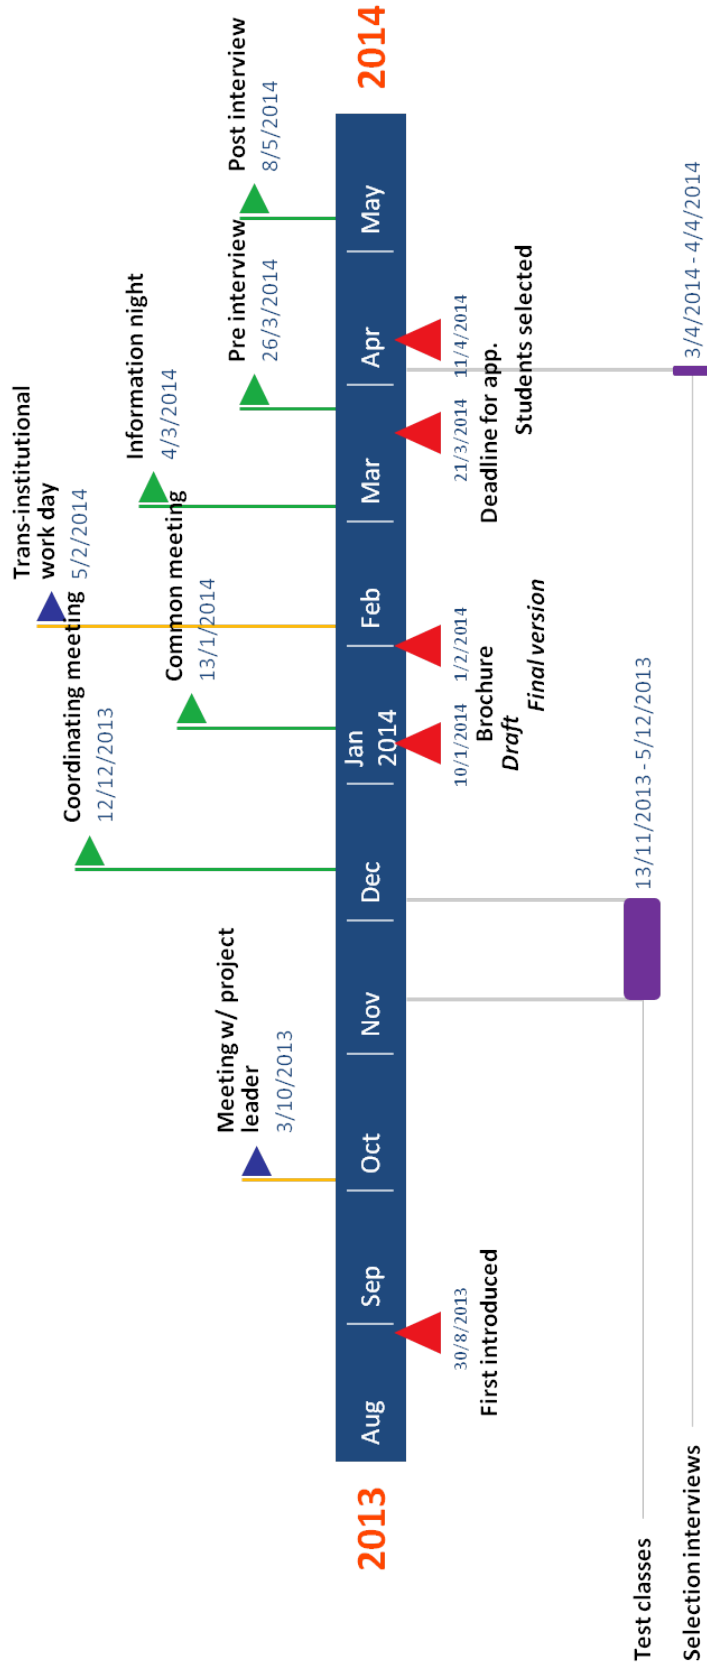 Trans-institutional
work day
5/2/2014
Coordinating meeting
12/12/2013
Information night
4/3/2014
Common meeting
13/1/2014
Meeting w/ project
leader
3/10/2013
Pre interview
26/3/2014
Post interview
8/5/2014
2013
Aug
Sep
Oct
Nov
Dec
Jan
2014
Feb
Mar
Apr
May
2014
30/8/2013
First introduced
10/1/2014
1/2/2014
Brochure
Draft
Final version
21/3/2014
Deadline for app.
11/4/2014
Students selected
Test classes
13/11/2013 - 5/12/2013
Selection interviews
3/4/2014 - 4/4/2014